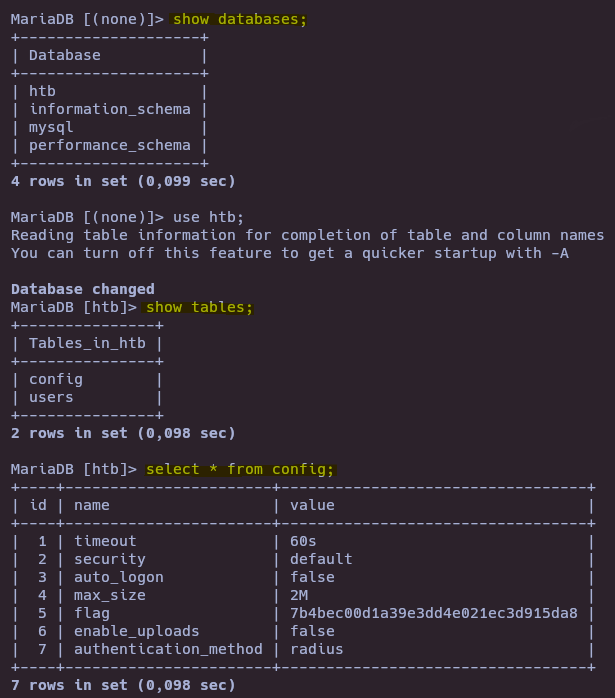 MariaDB [(none)]> show databases;
+--------------------+
| Database           |
+--------------------+
| htb                |
| information_schema |
| mysql              |
| performance_schema |
+--------------------+
4 rows in set (0,099 sec)

MariaDB [(none)]> use htb;
Reading table information for completion of table and column names
You can turn off this feature to get a quicker startup with -A

Database changed
MariaDB [htb]> show tables;
+---------------+
| Tables_in_htb |
+---------------+
| config        |
| users         |
+---------------+
2 rows in set (0,098 sec)

MariaDB [htb]> select * from config;
+----+-----------------------+----------------------------------+
| id | name                  | value                            |
+----+-----------------------+----------------------------------+
|  1 | timeout               | 60s                              |
|  2 | security              | default                          |
|  3 | auto_logon            | false                            |
|  4 | max_size              | 2M                               |
|  5 | flag                  | 7b4bec00d1a39e3dd4e021ec3d915da8 |
|  6 | enable_uploads        | false                            |
|  7 | authentication_method | radius                           |
+----+-----------------------+----------------------------------+
7 rows in set (0,098 sec)